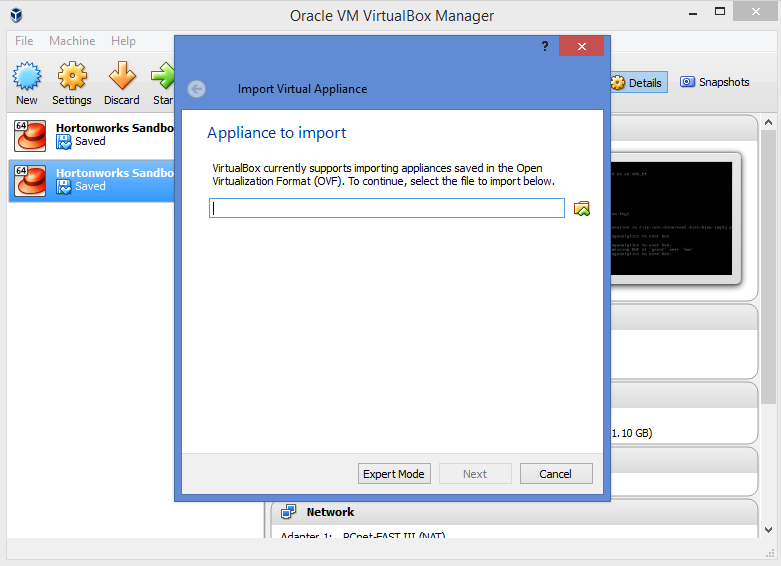 Oracle VM VirtualBox Manager
File Machine Help
New Settings Discard Star
Details Snapshots
64 Hortonworks Sandbo
Saved
64 Hortonworks Sandbo
Saved
?
Import Virtual Appliance
Appliance to import
VirtualBox currently supports importing appliances saved in the Open
Virtualization Format (OVF). To continue, select the file to import below.
1.10 GB)
Expert Mode Next Cancel
Network
Adapter 1: PCnet-FAST III (NAT)